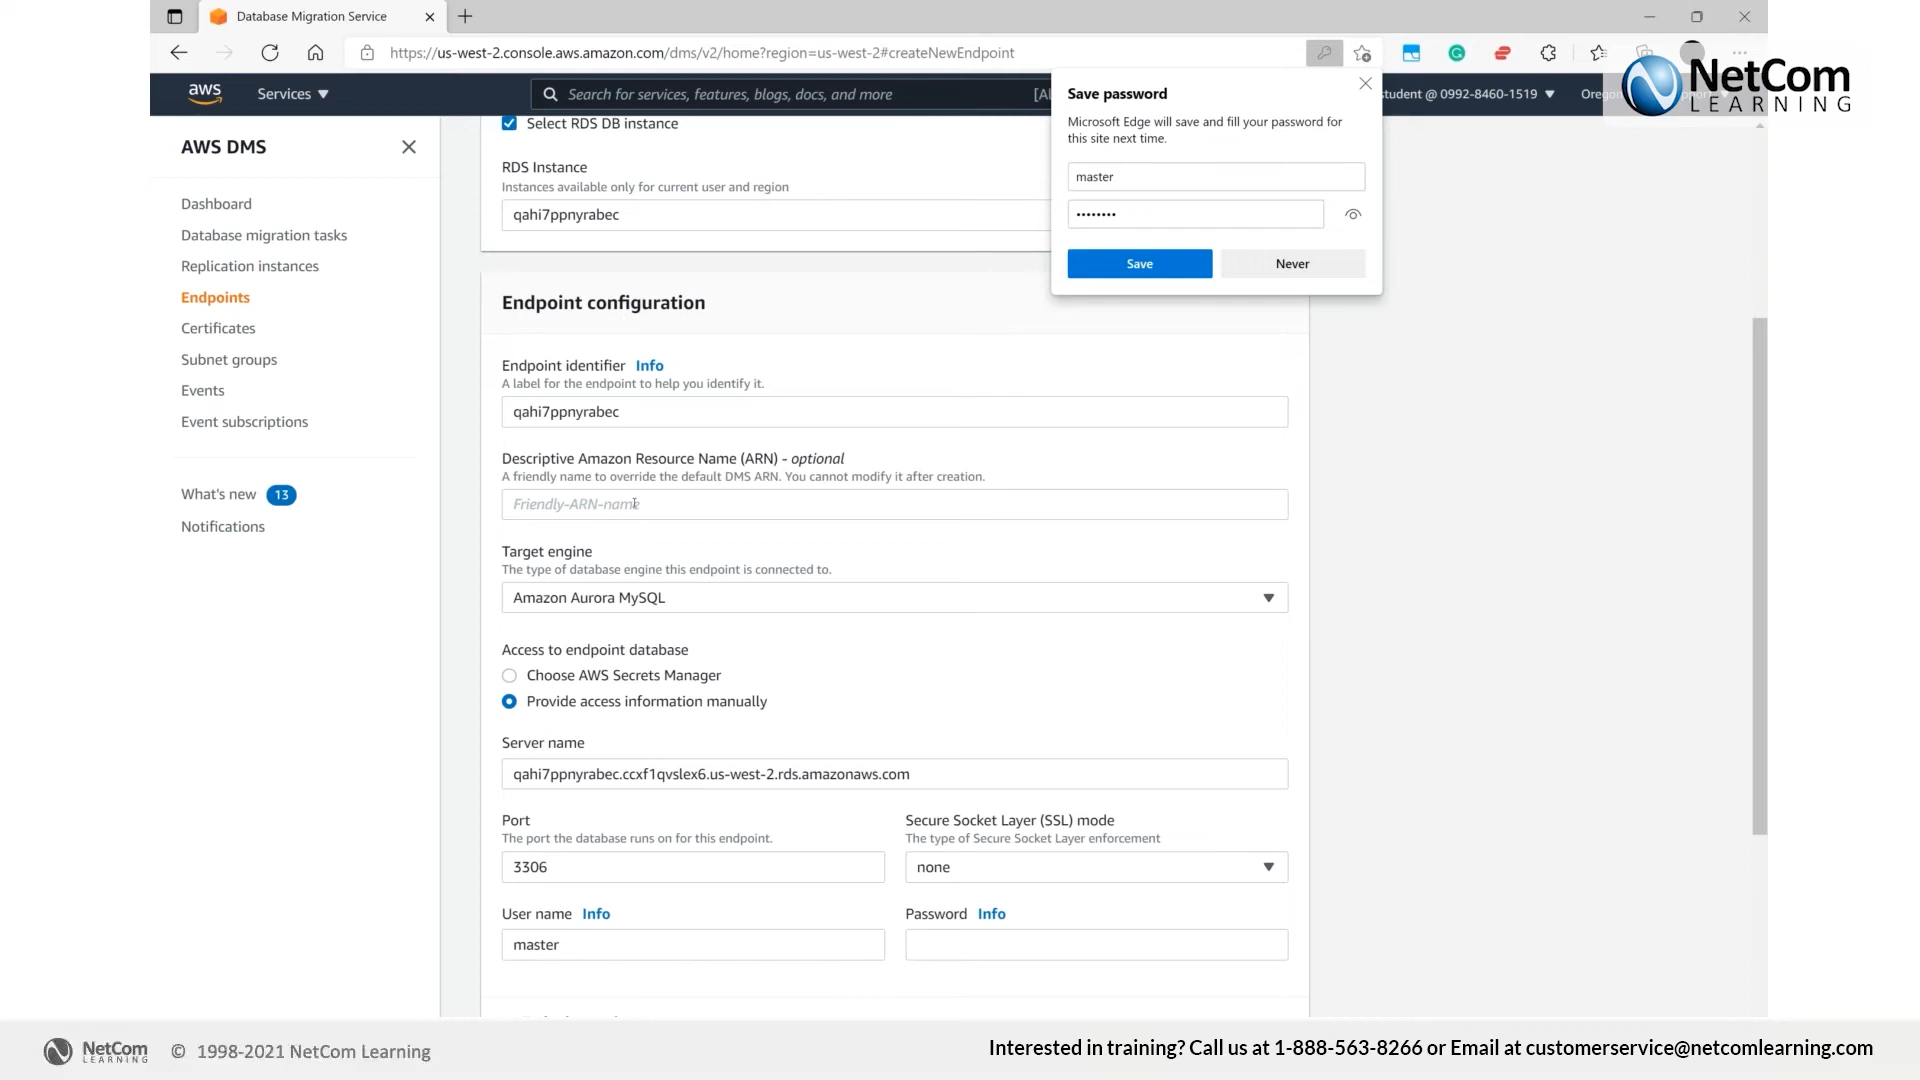 Database Migration Service
https://us-west-2.console.aws.amazon.com/dms/v2/home?region=us-west-2#createNewEndpoint
aws
Services
Search for services, features, blogs, docs, and more
student @ 0992-8460-1519
NetCom
LEARNING
AWS DMS
Dashboard
Database migration tasks
Replication instances
Endpoints
Certificates
Subnet groups
Events
Event subscriptions
What's new 13
Notifications
Select RDS DB instance
RDS Instance
Instances available only for current user and region
qahi7ppnyrabec
Save password
Microsoft Edge will save and fill your password for
this site next time.
master
••••••••
Save
Never
Endpoint configuration
Endpoint identifier Info
A label for the endpoint to help you identify it.
qahi7ppnyrabec
Descriptive Amazon Resource Name (ARN) - optional
A friendly name to override the default DMS ARN. You cannot modify it after creation.
Friendly-ARN-name
Target engine
The type of database engine this endpoint is connected to.
Amazon Aurora MySQL
Access to endpoint database
Choose AWS Secrets Manager
Provide access information manually
Server name
qahi7ppnyrabec.ccxf1qvslex6.us-west-2.rds.amazonaws.com
Port
The port the database runs on for this endpoint.
3306
Secure Socket Layer (SSL) mode
The type of Secure Socket Layer enforcement
none
User name Info
master
Password Info
NetCom
LEARNING
© 1998-2021 NetCom Learning
Interested in training? Call us at 1-888-563-8266 or Email at customerservice@netcomlearning.com